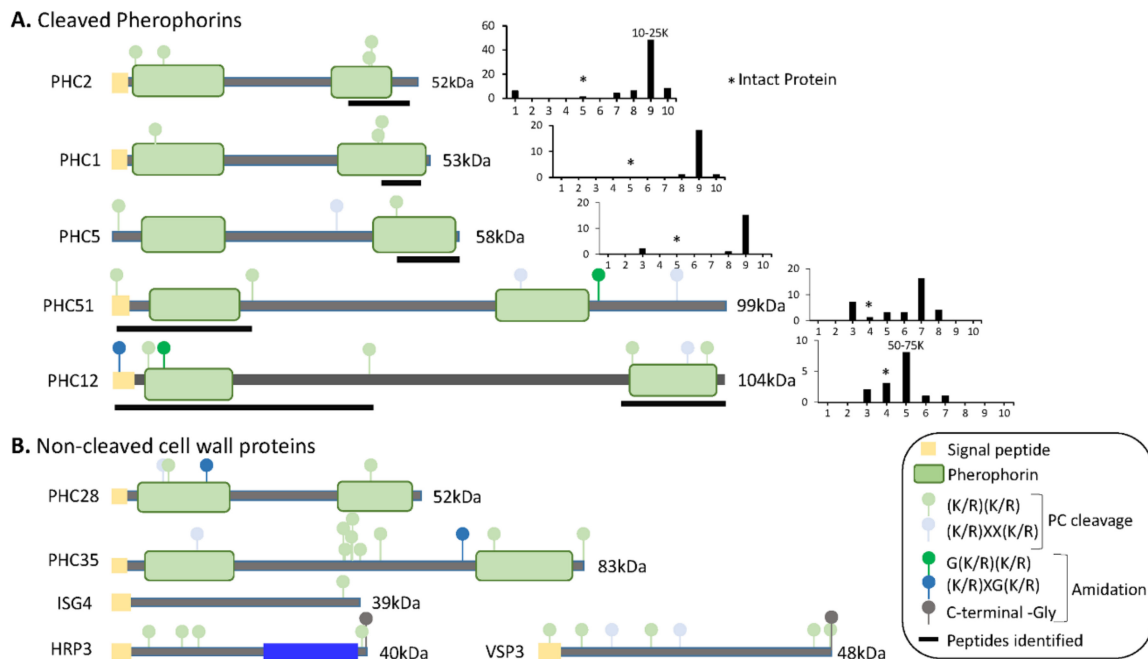 A. Cleaved Pherophorins
PHC2
52kDa
60
40
20
0
10-25K
*
1 2 3 4 5 6 7 8 9 10
* Intact Protein
PHC1
53kDa
20
10
0
*
1 2 3 4 5 6 7 8 9 10
PHC5
58kDa
20
10
0
*
1 2 3 4 5 6 7 8 9 10
PHC51
99kDa
20
10
0
*
1 2 3 4 5 6 7 8 9 10
PHC12
104kDa
10
5
0
50-75K
*
1 2 3 4 5 6 7 8 9 10
B. Non-cleaved cell wall proteins
PHC28
52kDa
PHC35
83kDa
ISG4
39kDa
HRP3
40kDa
VSP3
48kDa
Signal peptide
Pherophorin
(K/R)(K/R)
(K/R)XX(K/R)
PC cleavage
G(K/R)(K/R)
(K/R)XG(K/R)
Amidation
C-terminal -Gly
Peptides identified